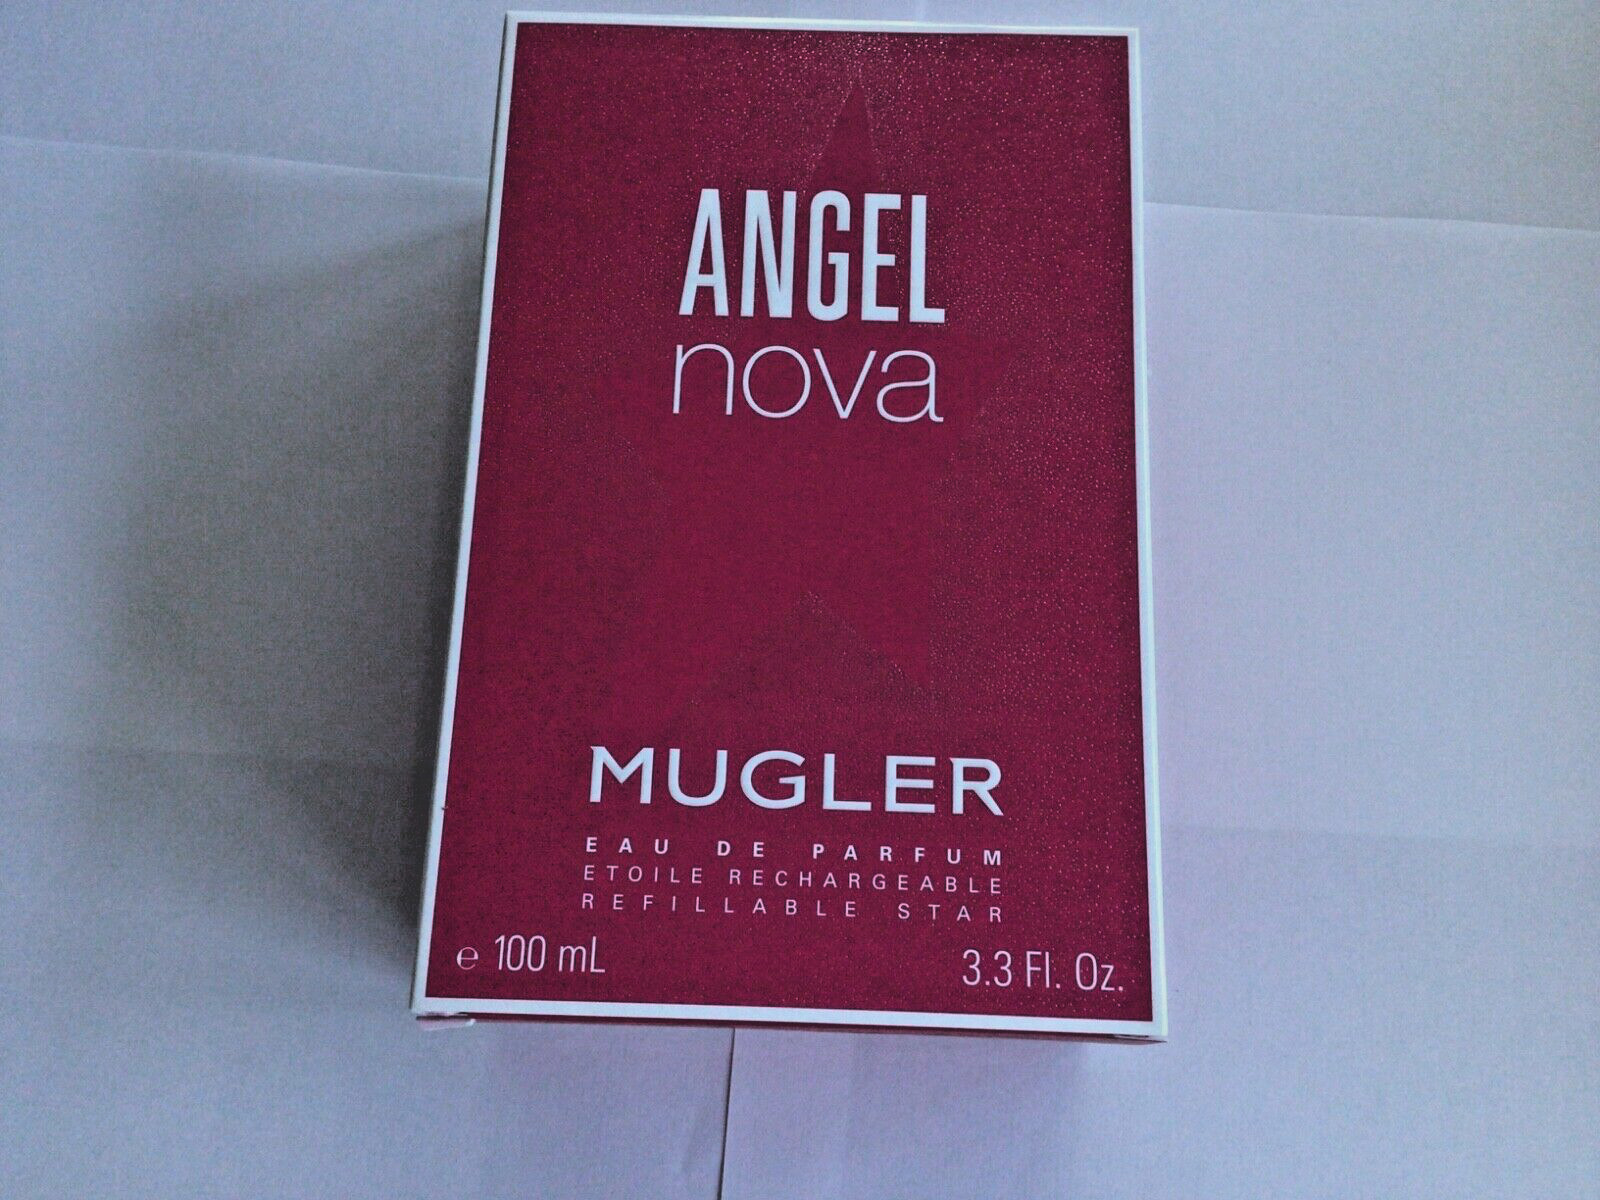 ANGEL
nova
MUGLER
EAU DE PARFUM
ETOILE RECHARGEABLE
REFILLABLE STAR
℮ 100 mL
3.3 Fl. Oz.